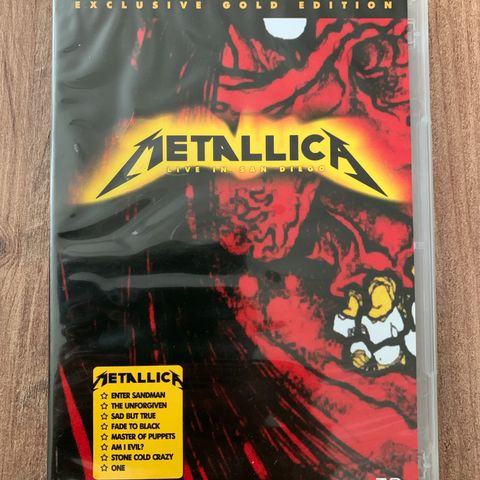 EXCLUSIVE GOLD EDITION
METALLICA
LIVE IN SAN DIEGO
METALLICA
☆ ENTER SANDMAN
☆ THE UNFORGIVEN
☆ SAD BUT TRUE
☆ FADE TO BLACK
☆ MASTER OF PUPPETS
☆ AM I EVIL?
☆ STONE COLD CRAZY
☆ ONE